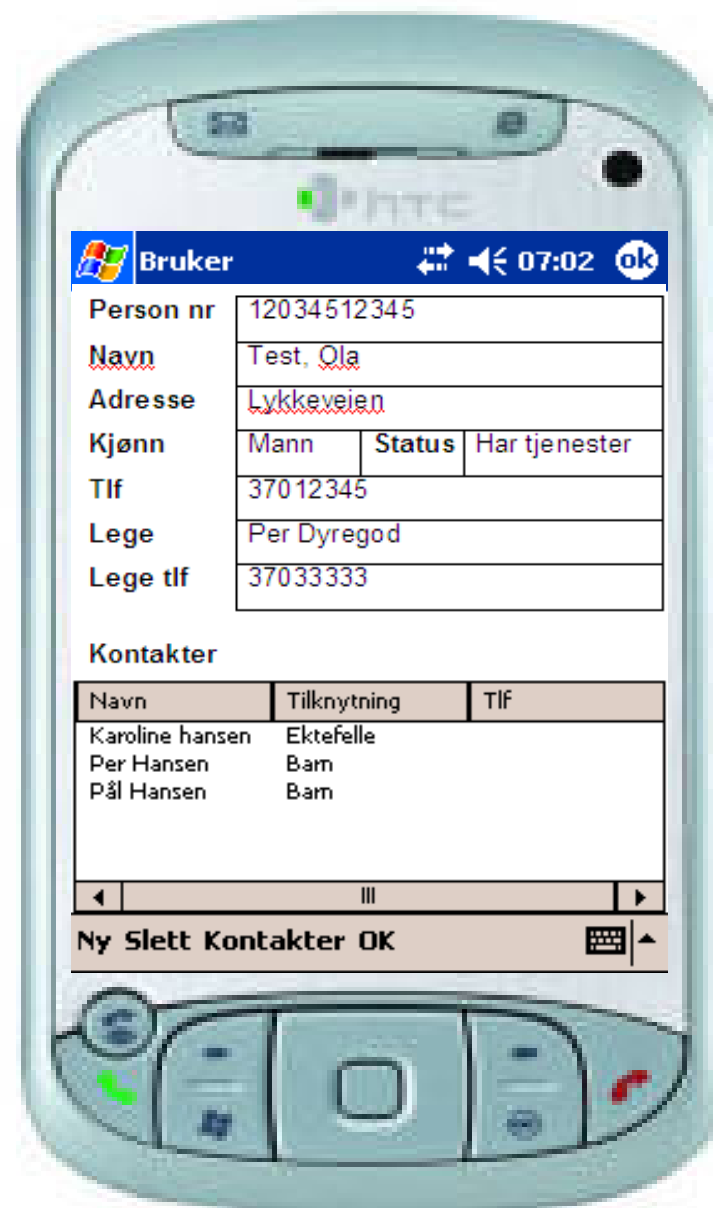 hTC
Bruker 07:02 ok
Person nr 12034512345
Navn Test, Ola
Adresse Lykkeveien
Kjønn Mann Status Har tjenester
Tlf 37012345
Lege Per Dyregod
Lege tlf 37033333
Kontakter
Navn Tilknytning Tlf
Karoline hansen Ektefelle
Per Hansen Barn
Pål Hansen Barn
Ny Slett Kontakter OK